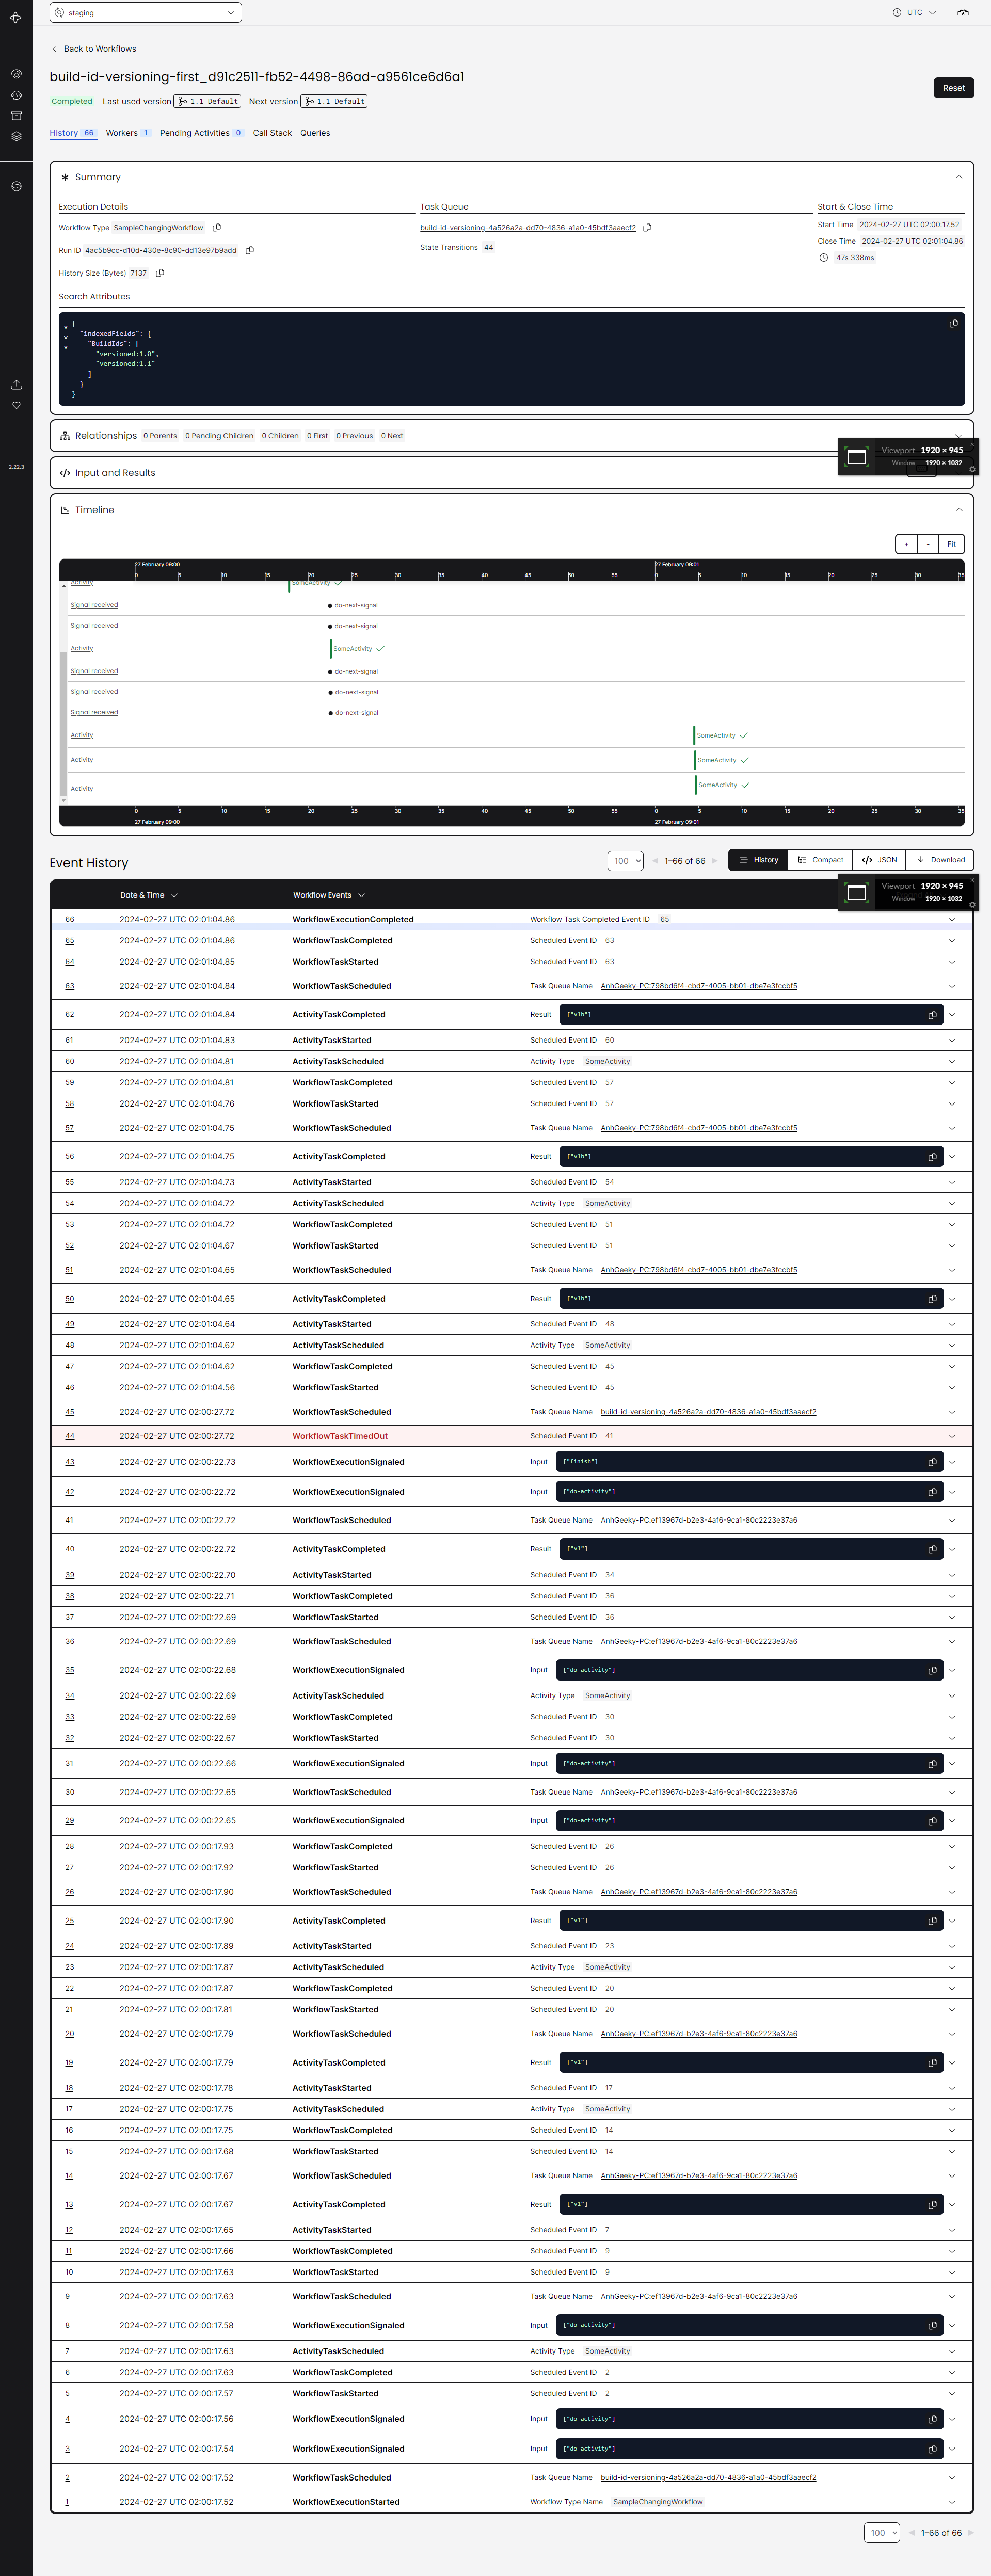 staging
UTC
Back to Workflows
build-id-versioning-first_d91c2511-fb52-4498-86ad-a9561ce6d6a1
Reset
Completed Last used version 1.1 Default Next version 1.1 Default
History 66 Workers 1 Pending Activities 0 Call Stack Queries
Summary
Execution Details Task Queue Start & Close Time
Workflow Type SampleChangingWorkflow build-id-versioning-4a526a2a-dd70-4836-a1a0-45bdf3aaecf2 Start Time 2024-02-27 UTC 02:00:17.52
Run ID 4ac5b9cc-d10d-430e-8c90-dd13e97b9add State Transitions 44 Close Time 2024-02-27 UTC 02:01:04.86
History Size (Bytes) 7137 47s 338ms
Search Attributes
{
"indexedFields": {
"BuildIds": [
"versioned:1.0",
"versioned:1.1"
]
}
}
Relationships 0 Parents 0 Pending Children 0 Children 0 First 0 Previous 0 Next
Viewport 1920 × 945
Window 1920 × 1032
Input and Results
2.22.3
Timeline
+ - Fit
27 February 09:00 27 February 09:01
0 5 10 15 20 25 30 35 40 45 50 55 0 5 10 15 20 25 30 35
Activity SomeActivity
Signal received do-next-signal
Signal received do-next-signal
Activity SomeActivity
Signal received do-next-signal
Signal received do-next-signal
Signal received do-next-signal
Activity SomeActivity
Activity SomeActivity
Activity SomeActivity
0 5 10 15 20 25 30 35 40 45 50 55 0 5 10 15 20 25 30 35
27 February 09:00 27 February 09:01
Event History 100 1–66 of 66 History Compact JSON Download
Viewport 1920 × 945
Window 1920 × 1032
Date & Time Workflow Events
66 2024-02-27 UTC 02:01:04.86 WorkflowExecutionCompleted Workflow Task Completed Event ID 65
65 2024-02-27 UTC 02:01:04.86 WorkflowTaskCompleted Scheduled Event ID 63
64 2024-02-27 UTC 02:01:04.85 WorkflowTaskStarted Scheduled Event ID 63
63 2024-02-27 UTC 02:01:04.84 WorkflowTaskScheduled Task Queue Name AnhGeeky-PC:798bd6f4-cbd7-4005-bb01-dbe7e3fccbf5
62 2024-02-27 UTC 02:01:04.84 ActivityTaskCompleted Result ["v1b"]
61 2024-02-27 UTC 02:01:04.83 ActivityTaskStarted Scheduled Event ID 60
60 2024-02-27 UTC 02:01:04.81 ActivityTaskScheduled Activity Type SomeActivity
59 2024-02-27 UTC 02:01:04.81 WorkflowTaskCompleted Scheduled Event ID 57
58 2024-02-27 UTC 02:01:04.76 WorkflowTaskStarted Scheduled Event ID 57
57 2024-02-27 UTC 02:01:04.75 WorkflowTaskScheduled Task Queue Name AnhGeeky-PC:798bd6f4-cbd7-4005-bb01-dbe7e3fccbf5
56 2024-02-27 UTC 02:01:04.75 ActivityTaskCompleted Result ["v1b"]
55 2024-02-27 UTC 02:01:04.73 ActivityTaskStarted Scheduled Event ID 54
54 2024-02-27 UTC 02:01:04.72 ActivityTaskScheduled Activity Type SomeActivity
53 2024-02-27 UTC 02:01:04.72 WorkflowTaskCompleted Scheduled Event ID 51
52 2024-02-27 UTC 02:01:04.67 WorkflowTaskStarted Scheduled Event ID 51
51 2024-02-27 UTC 02:01:04.65 WorkflowTaskScheduled Task Queue Name AnhGeeky-PC:798bd6f4-cbd7-4005-bb01-dbe7e3fccbf5
50 2024-02-27 UTC 02:01:04.65 ActivityTaskCompleted Result ["v1b"]
49 2024-02-27 UTC 02:01:04.64 ActivityTaskStarted Scheduled Event ID 48
48 2024-02-27 UTC 02:01:04.62 ActivityTaskScheduled Activity Type SomeActivity
47 2024-02-27 UTC 02:01:04.62 WorkflowTaskCompleted Scheduled Event ID 45
46 2024-02-27 UTC 02:01:04.56 WorkflowTaskStarted Scheduled Event ID 45
45 2024-02-27 UTC 02:00:27.72 WorkflowTaskScheduled Task Queue Name build-id-versioning-4a526a2a-dd70-4836-a1a0-45bdf3aaecf2
44 2024-02-27 UTC 02:00:27.72 WorkflowTaskTimedOut Scheduled Event ID 41
43 2024-02-27 UTC 02:00:22.73 WorkflowExecutionSignaled Input ["finish"]
42 2024-02-27 UTC 02:00:22.72 WorkflowExecutionSignaled Input ["do-activity"]
41 2024-02-27 UTC 02:00:22.72 WorkflowTaskScheduled Task Queue Name AnhGeeky-PC:ef13967d-b2e3-4af6-9ca1-80c2223e37a6
40 2024-02-27 UTC 02:00:22.72 ActivityTaskCompleted Result ["v1"]
39 2024-02-27 UTC 02:00:22.70 ActivityTaskStarted Scheduled Event ID 34
38 2024-02-27 UTC 02:00:22.71 WorkflowTaskCompleted Scheduled Event ID 36
37 2024-02-27 UTC 02:00:22.69 WorkflowTaskStarted Scheduled Event ID 36
36 2024-02-27 UTC 02:00:22.69 WorkflowTaskScheduled Task Queue Name AnhGeeky-PC:ef13967d-b2e3-4af6-9ca1-80c2223e37a6
35 2024-02-27 UTC 02:00:22.68 WorkflowExecutionSignaled Input ["do-activity"]
34 2024-02-27 UTC 02:00:22.69 ActivityTaskScheduled Activity Type SomeActivity
33 2024-02-27 UTC 02:00:22.69 WorkflowTaskCompleted Scheduled Event ID 30
32 2024-02-27 UTC 02:00:22.67 WorkflowTaskStarted Scheduled Event ID 30
31 2024-02-27 UTC 02:00:22.66 WorkflowExecutionSignaled Input ["do-activity"]
30 2024-02-27 UTC 02:00:22.65 WorkflowTaskScheduled Task Queue Name AnhGeeky-PC:ef13967d-b2e3-4af6-9ca1-80c2223e37a6
29 2024-02-27 UTC 02:00:22.65 WorkflowExecutionSignaled Input ["do-activity"]
28 2024-02-27 UTC 02:00:17.93 WorkflowTaskCompleted Scheduled Event ID 26
27 2024-02-27 UTC 02:00:17.92 WorkflowTaskStarted Scheduled Event ID 26
26 2024-02-27 UTC 02:00:17.90 WorkflowTaskScheduled Task Queue Name AnhGeeky-PC:ef13967d-b2e3-4af6-9ca1-80c2223e37a6
25 2024-02-27 UTC 02:00:17.90 ActivityTaskCompleted Result ["v1"]
24 2024-02-27 UTC 02:00:17.89 ActivityTaskStarted Scheduled Event ID 23
23 2024-02-27 UTC 02:00:17.87 ActivityTaskScheduled Activity Type SomeActivity
22 2024-02-27 UTC 02:00:17.87 WorkflowTaskCompleted Scheduled Event ID 20
21 2024-02-27 UTC 02:00:17.81 WorkflowTaskStarted Scheduled Event ID 20
20 2024-02-27 UTC 02:00:17.79 WorkflowTaskScheduled Task Queue Name AnhGeeky-PC:ef13967d-b2e3-4af6-9ca1-80c2223e37a6
19 2024-02-27 UTC 02:00:17.79 ActivityTaskCompleted Result ["v1"]
18 2024-02-27 UTC 02:00:17.78 ActivityTaskStarted Scheduled Event ID 17
17 2024-02-27 UTC 02:00:17.75 ActivityTaskScheduled Activity Type SomeActivity
16 2024-02-27 UTC 02:00:17.75 WorkflowTaskCompleted Scheduled Event ID 14
15 2024-02-27 UTC 02:00:17.68 WorkflowTaskStarted Scheduled Event ID 14
14 2024-02-27 UTC 02:00:17.67 WorkflowTaskScheduled Task Queue Name AnhGeeky-PC:ef13967d-b2e3-4af6-9ca1-80c2223e37a6
13 2024-02-27 UTC 02:00:17.67 ActivityTaskCompleted Result ["v1"]
12 2024-02-27 UTC 02:00:17.65 ActivityTaskStarted Scheduled Event ID 7
11 2024-02-27 UTC 02:00:17.66 WorkflowTaskCompleted Scheduled Event ID 9
10 2024-02-27 UTC 02:00:17.63 WorkflowTaskStarted Scheduled Event ID 9
9 2024-02-27 UTC 02:00:17.63 WorkflowTaskScheduled Task Queue Name AnhGeeky-PC:ef13967d-b2e3-4af6-9ca1-80c2223e37a6
8 2024-02-27 UTC 02:00:17.58 WorkflowExecutionSignaled Input ["do-activity"]
7 2024-02-27 UTC 02:00:17.63 ActivityTaskScheduled Activity Type SomeActivity
6 2024-02-27 UTC 02:00:17.63 WorkflowTaskCompleted Scheduled Event ID 2
5 2024-02-27 UTC 02:00:17.57 WorkflowTaskStarted Scheduled Event ID 2
4 2024-02-27 UTC 02:00:17.56 WorkflowExecutionSignaled Input ["do-activity"]
3 2024-02-27 UTC 02:00:17.54 WorkflowExecutionSignaled Input ["do-activity"]
2 2024-02-27 UTC 02:00:17.52 WorkflowTaskScheduled Task Queue Name build-id-versioning-4a526a2a-dd70-4836-a1a0-45bdf3aaecf2
1 2024-02-27 UTC 02:00:17.52 WorkflowExecutionStarted Workflow Type Name SampleChangingWorkflow
100 1–66 of 66